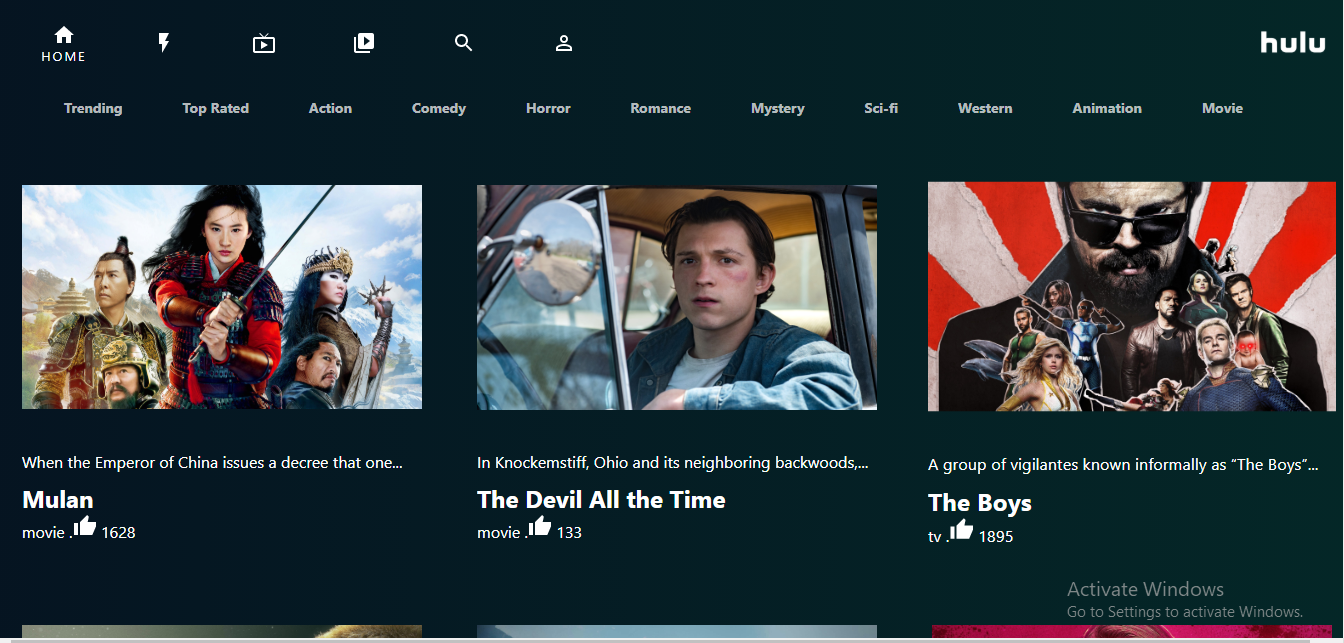 HOME
hulu
Trending Top Rated Action Comedy Horror Romance Mystery Sci-fi Western Animation Movie
When the Emperor of China issues a decree that one...
Mulan
movie . 1628
In Knockemstiff, Ohio and its neighboring backwoods,...
The Devil All the Time
movie . 133
A group of vigilantes known informally as “The Boys”...
The Boys
tv . 1895
Activate Windows
Go to Settings to activate Windows.